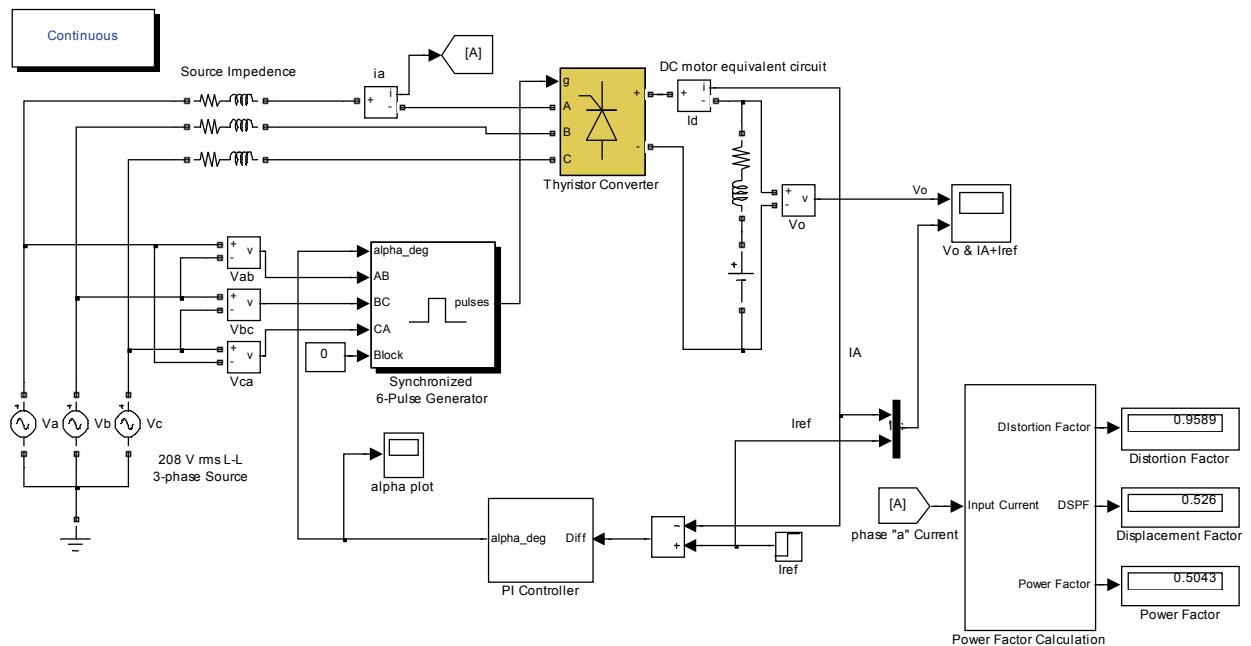 Continuous
Source Impedence
ia
[A]
+
i
-
g
A
B
C
+
-
Thyristor Converter
DC motor equivalent circuit
+
i
-
Id
+
-
v
Vo
+
Vo
Vo & IA+Iref
+
-
v
Vab
+
-
v
Vbc
+
-
v
Vca
alpha_deg
AB
BC
CA
Block
pulses
0
Synchronized
6-Pulse Generator
+
Va
+
Vb
+
Vc
208 V rms L-L
3-phase Source
alpha plot
IA
Iref
alpha_deg
Diff
PI Controller
−
+
Iref
[A]
phase "a" Current
Input Current
DIstortion Factor
DSPF
Power Factor
Power Factor Calculation
0.9589
Distortion Factor
0.526
Displacement Factor
0.5043
Power Factor